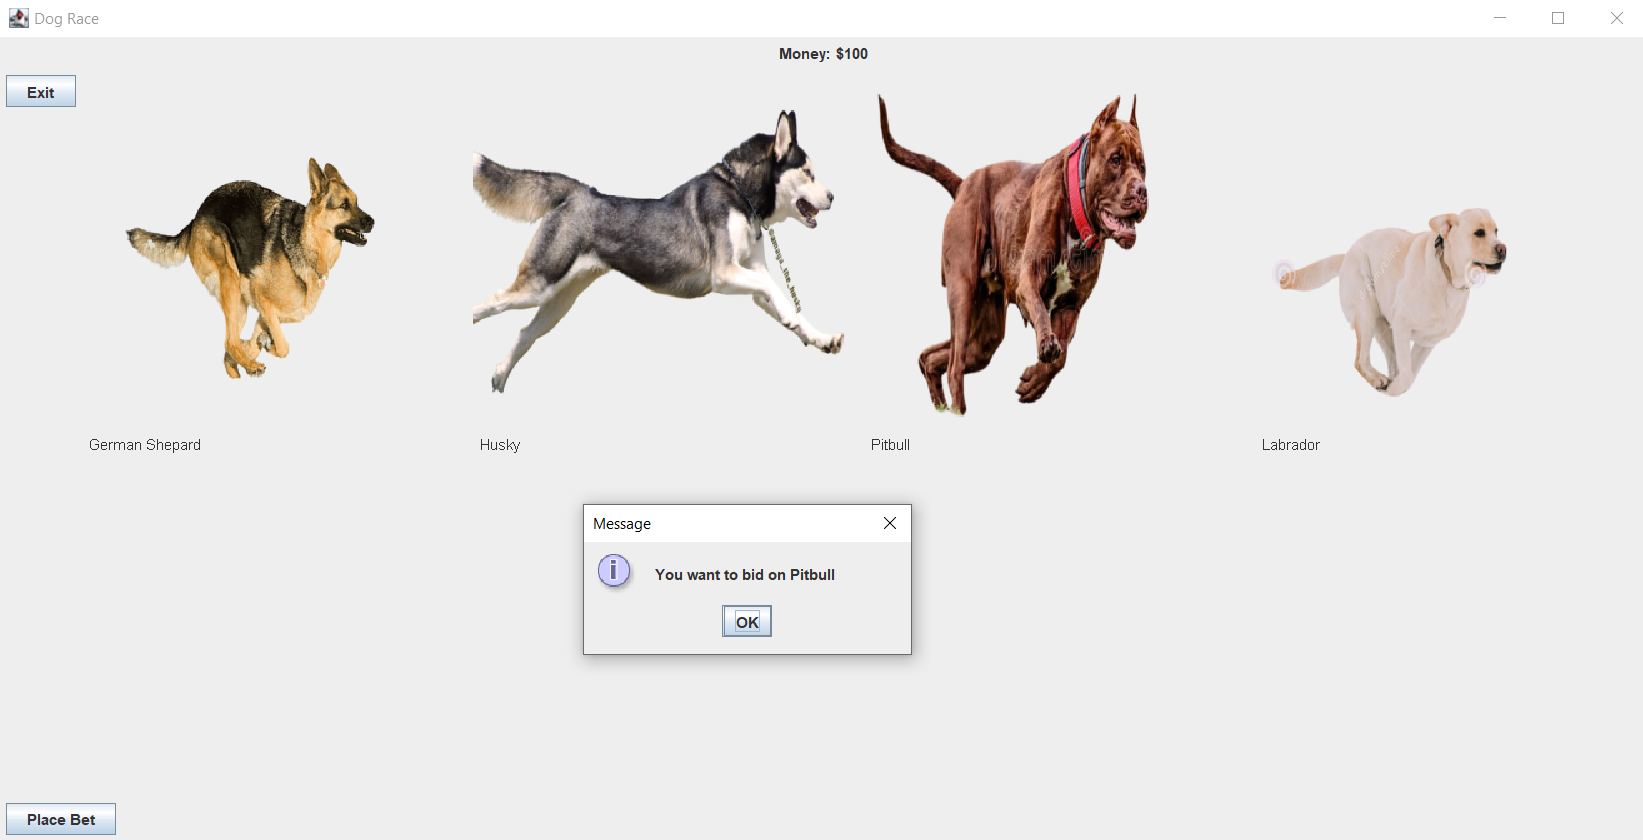 Dog Race
Money: $100
Exit
German Shepard
Husky
Pitbull
Labrador
Message
You want to bid on Pitbull
OK
Place Bet